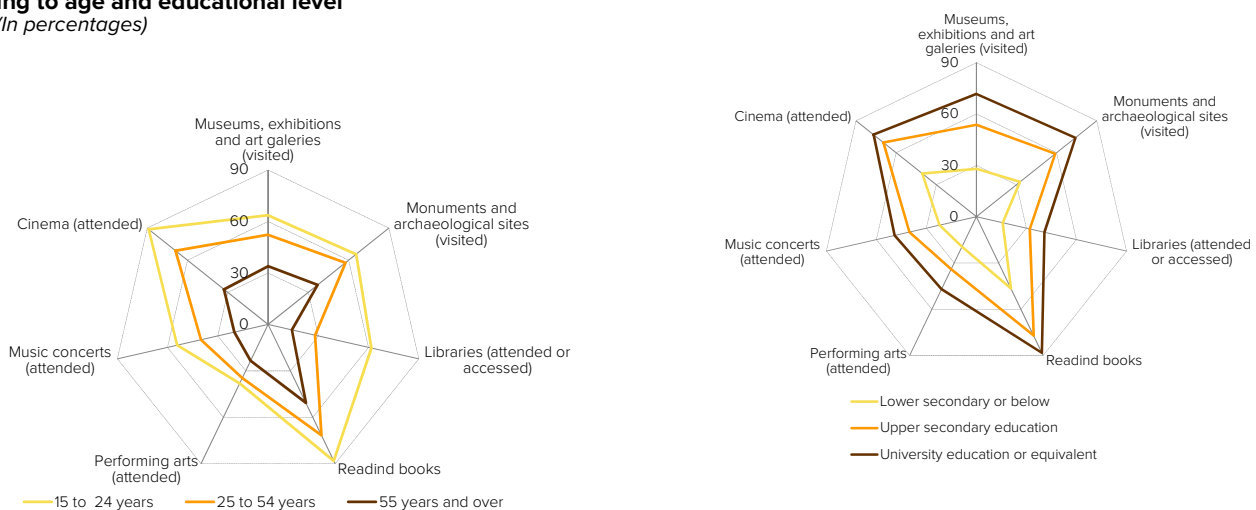 ng to age and educational level
(In percentages)
Museums, exhibitions
and art galleries
(visited)
90
60
30
0
Cinema (attended)
Monuments and
archaeological sites
(visited)
Music concerts
(attended)
Libraries (attended or
accessed)
Performing arts
(attended)
Readind books
15 to 24 years
25 to 54 years
55 years and over
Museums,
exhibitions and art
galeries (visited)
90
60
30
0
Cinema (attended)
Monuments and
archaeological sites
(visited)
Music concerts
(attended)
Libraries (attended
or accessed)
Performing arts
(attended)
Readind books
Lower secondary or below
Upper secondary education
University education or equivalent